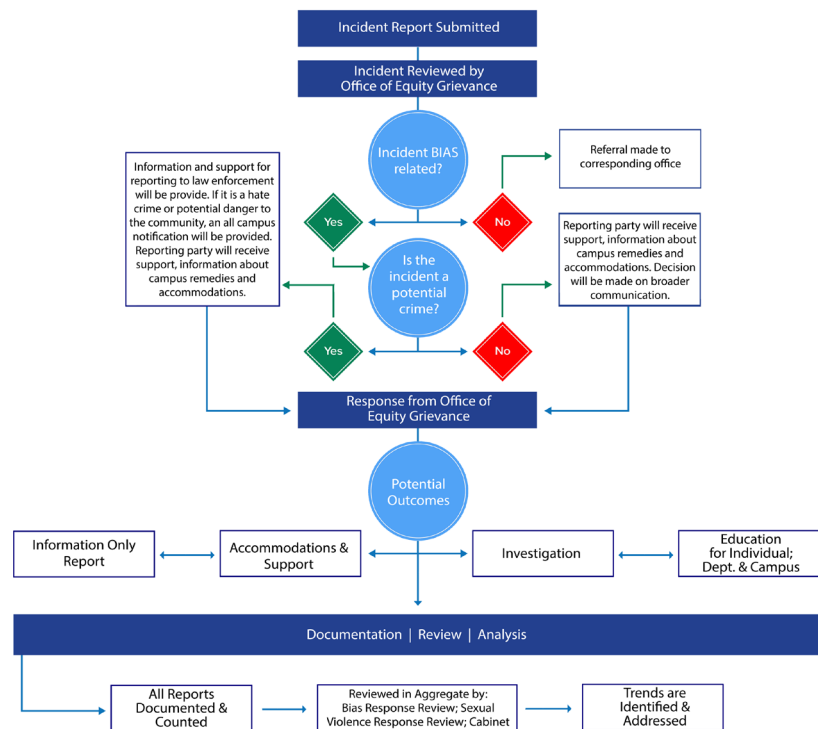 Incident Report Submitted
Incident Reviewed by
Office of Equity Grievance
Incident BIAS
related?
Referral made to
corresponding office
Information and support for
reporting to law enforcement
will be provide. If it is a hate
crime or potential danger to
the community, an all campus
notification will be provided.
Reporting party will receive
support, information about
campus remedies and
accommodations.
Yes
No
Reporting party will receive
support, information about
campus remedies and
accommodations. Decision
will be made on broader
communication.
Is the
incident a
potential
crime?
Yes
No
Response from Office of
Equity Grievance
Potential
Outcomes
Information Only
Report
Accommodations &
Support
Investigation
Education
for Individual;
Dept. & Campus
Documentation | Review | Analysis
All Reports
Documented &
Counted
Reviewed in Aggregate by:
Bias Response Review; Sexual
Violence Response Review; Cabinet
Trends are
Identified &
Addressed